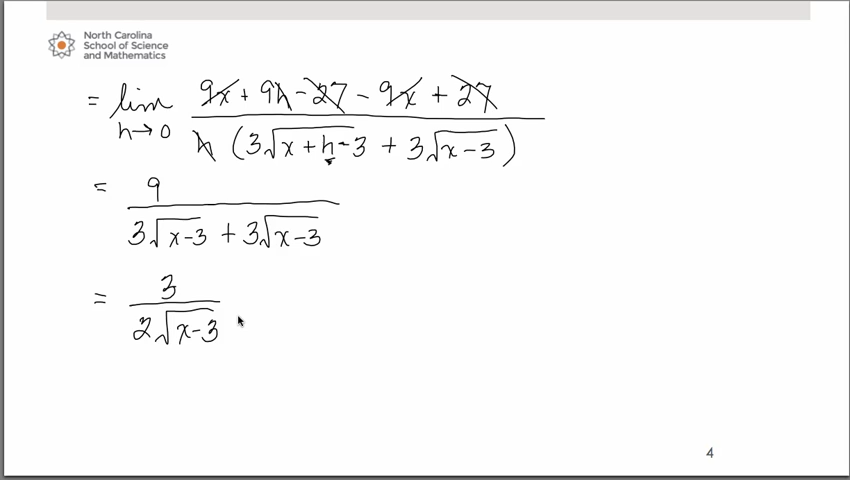 North Carolina
School of Science
and Mathematics
= lim h→0 (9x + 9h - 27 - 9x + 27) / (h (3√(x + h - 3) + 3√(x - 3)))
= 9 / (3√(x-3) + 3√(x-3))
= 3 / (2√(x-3))
4